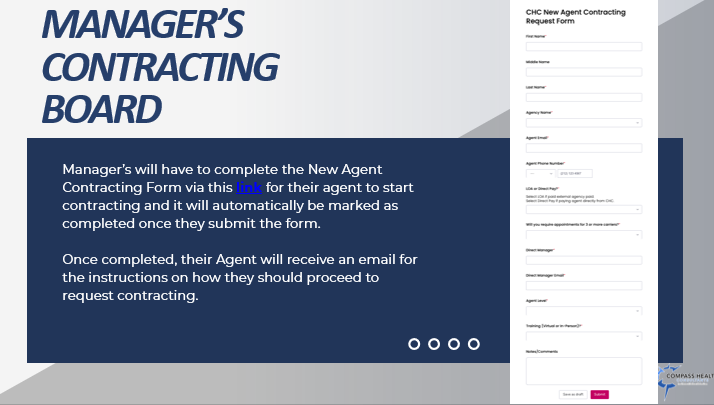 MANAGER'S
CONTRACTING
BOARD
Manager's will have to complete the New Agent
Contracting Form via this link for their agent to start
contracting and it will automatically be marked as
completed once they submit the form.
Once completed, their Agent will receive an email for
the instructions on how they should proceed to
request contracting.
CHC New Agent Contracting
Request Form
First Name*
Middle Name
Last Name*
Agency Name*
Agent Email*
Agent Phone Number*
LOA or Direct Pay?*
Select LOA if paid external agency paid.
Select Direct Pay if paying agent directly from CHC.
Will you require appointments for 3 or more carriers?*
Direct Manager*
Direct Manager Email*
Agent Level*
Training (Virtual or In-Person)?*
Notes/Comments
Save as draft
Submit
COMPASS HEALT